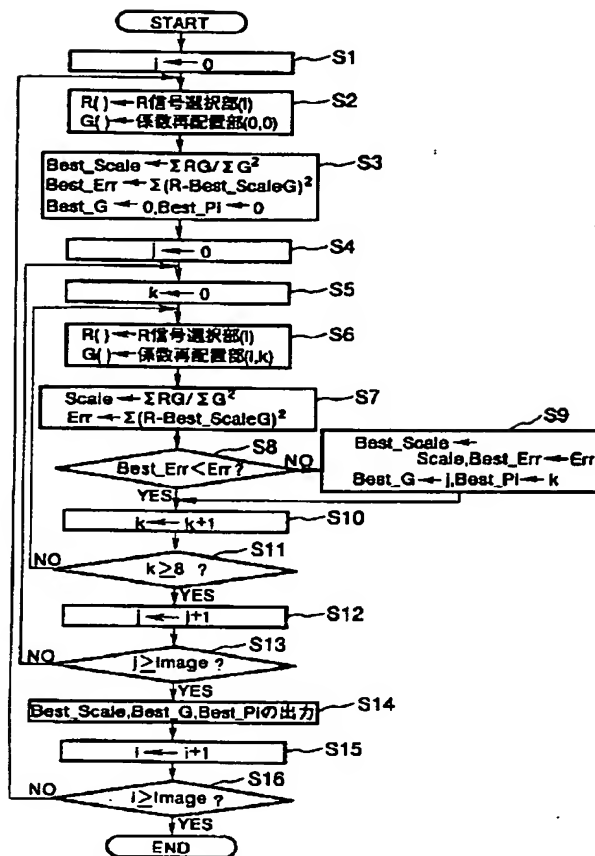 START
i ← 0
S1
R( )←R信号選択部(i)
G( )←係数再配置部(0,0)
S2
Best_Scale ←ΣRG/ΣG²
Best_Err ←Σ(R-Best_ScaleG)²
Best_G ← 0,Best_Pi ← 0
S3
j ← 0
S4
k ← 0
S5
R( )←R信号選択部(i)
G( )←係数再配置部(i,k)
S6
Scale ←ΣRG/ΣG²
Err ←Σ(R-Best_ScaleG)²
S7
S8
Best_Err<Err?
NO
YES
S9
Best_Scale ←
Scale,Best_Err←Err
Best_G ← j,Best_Pi ← k
k ← k+1
S10
S11
k≥8 ?
NO
YES
j ← j+1
S12
S13
j≥Image ?
NO
YES
Best_Scale,Best_G,Best_Piの出力
S14
i ← i+1
S15
S16
i≥Image ?
NO
YES
END